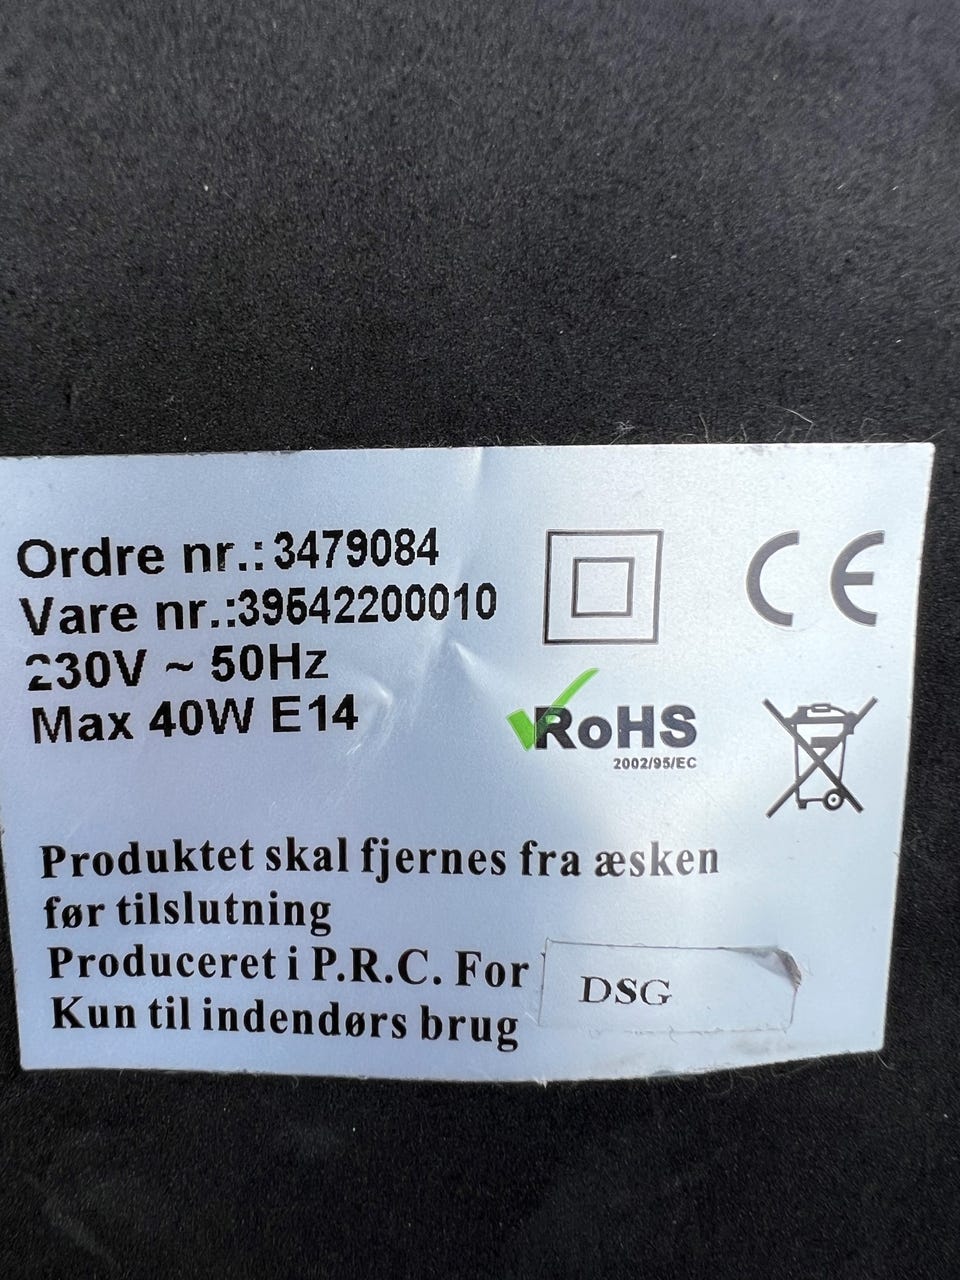 Ordre nr.: 3479084
Vare nr.:39642200010
230V ~ 50Hz
Max 40W E14
CE
RoHS
2002/95/EC
Produktet skal fjernes fra æsken
før tilslutning
Produceret i P.R.C. For DSG
Kun til indendørs brug